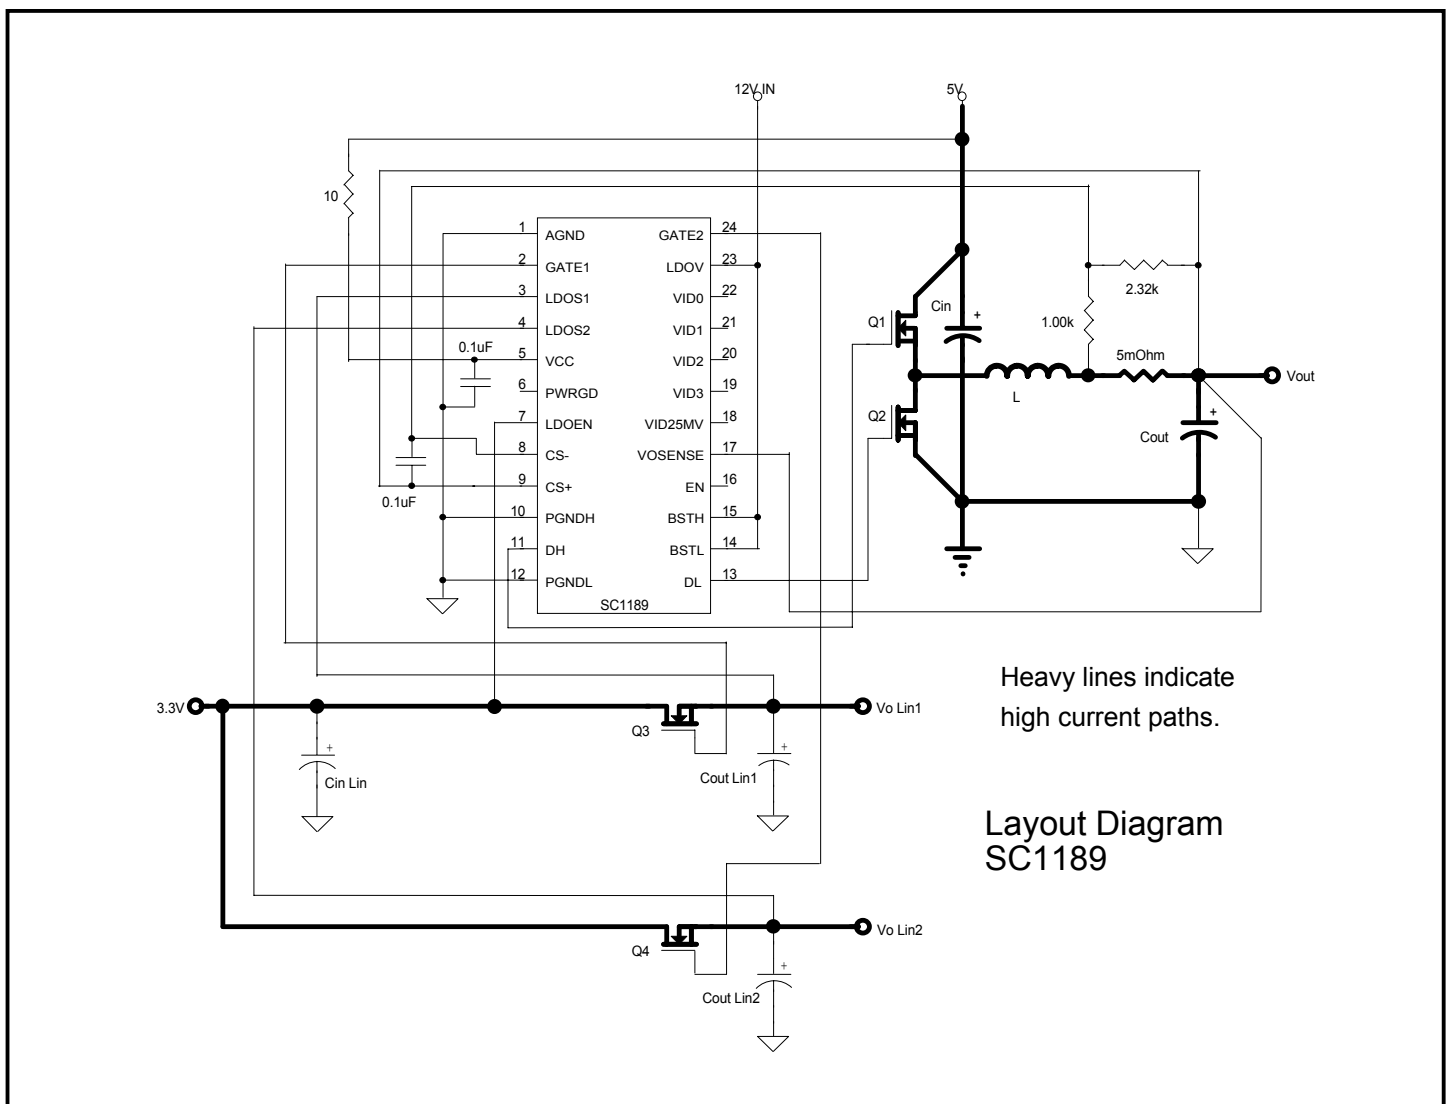 12V IN
5V
10
1 AGND GATE2 24
2 GATE1 LDOV 23
3 LDOS1 VID0 22
4 LDOS2 VID1 21
0.1uF
5 VCC VID2 20
6 PWRGD VID3 19
7 LDOEN VID25MV 18
8 CS- VOSENSE 17
9 CS+ EN 16
0.1uF
10 PGNDH BSTH 15
11 DH BSTL 14
12 PGNDL DL 13
SC1189
Cin
+
Q1
2.32k
1.00k
5mOhm
Vout
L
Q2
+
Cout
Heavy lines indicate
high current paths.
3.3V
Vo Lin1
Q3
+
Cin Lin
+
Cout Lin1
Layout Diagram
SC1189
Vo Lin2
Q4
+
Cout Lin2